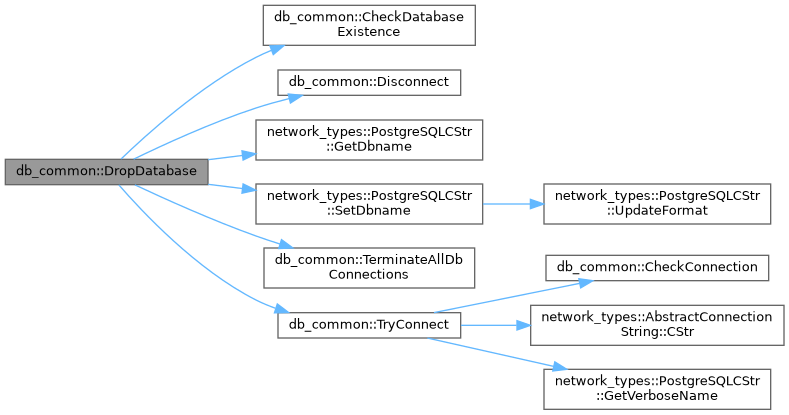 db_common::CheckDatabase
Existence
db_common::Disconnect
network_types::PostgreSQLCStr
::GetDbname
db_common::DropDatabase
network_types::PostgreSQLCStr
::SetDbname
network_types::PostgreSQLCStr
::UpdateFormat
db_common::TerminateAllDb
Connections
db_common::CheckConnection
db_common::TryConnect
network_types::AbstractConnection
String::CStr
network_types::PostgreSQLCStr
::GetVerboseName